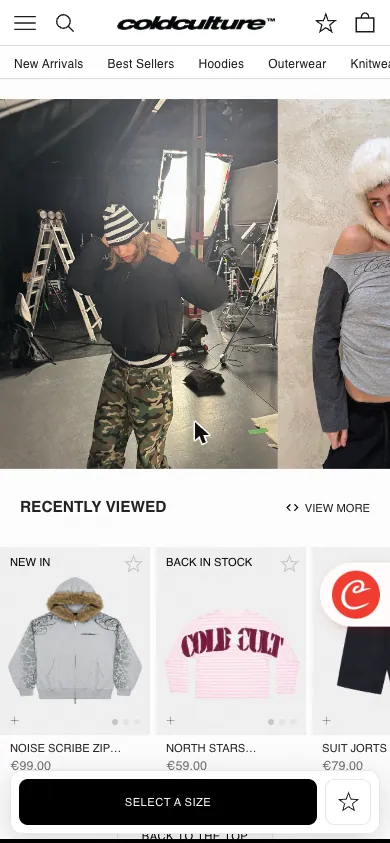 coldculture™
New Arrivals Best Sellers Hoodies Outerwear Knitwea
RECENTLY VIEWED
VIEW MORE
NEW IN
BACK IN STOCK
COLD CULT
NOISE SCRIBE ZIP...
NORTH STARS...
SUIT JORTS
€99.00
€59.00
€79.00
SELECT A SIZE
BACK TO THE TOP